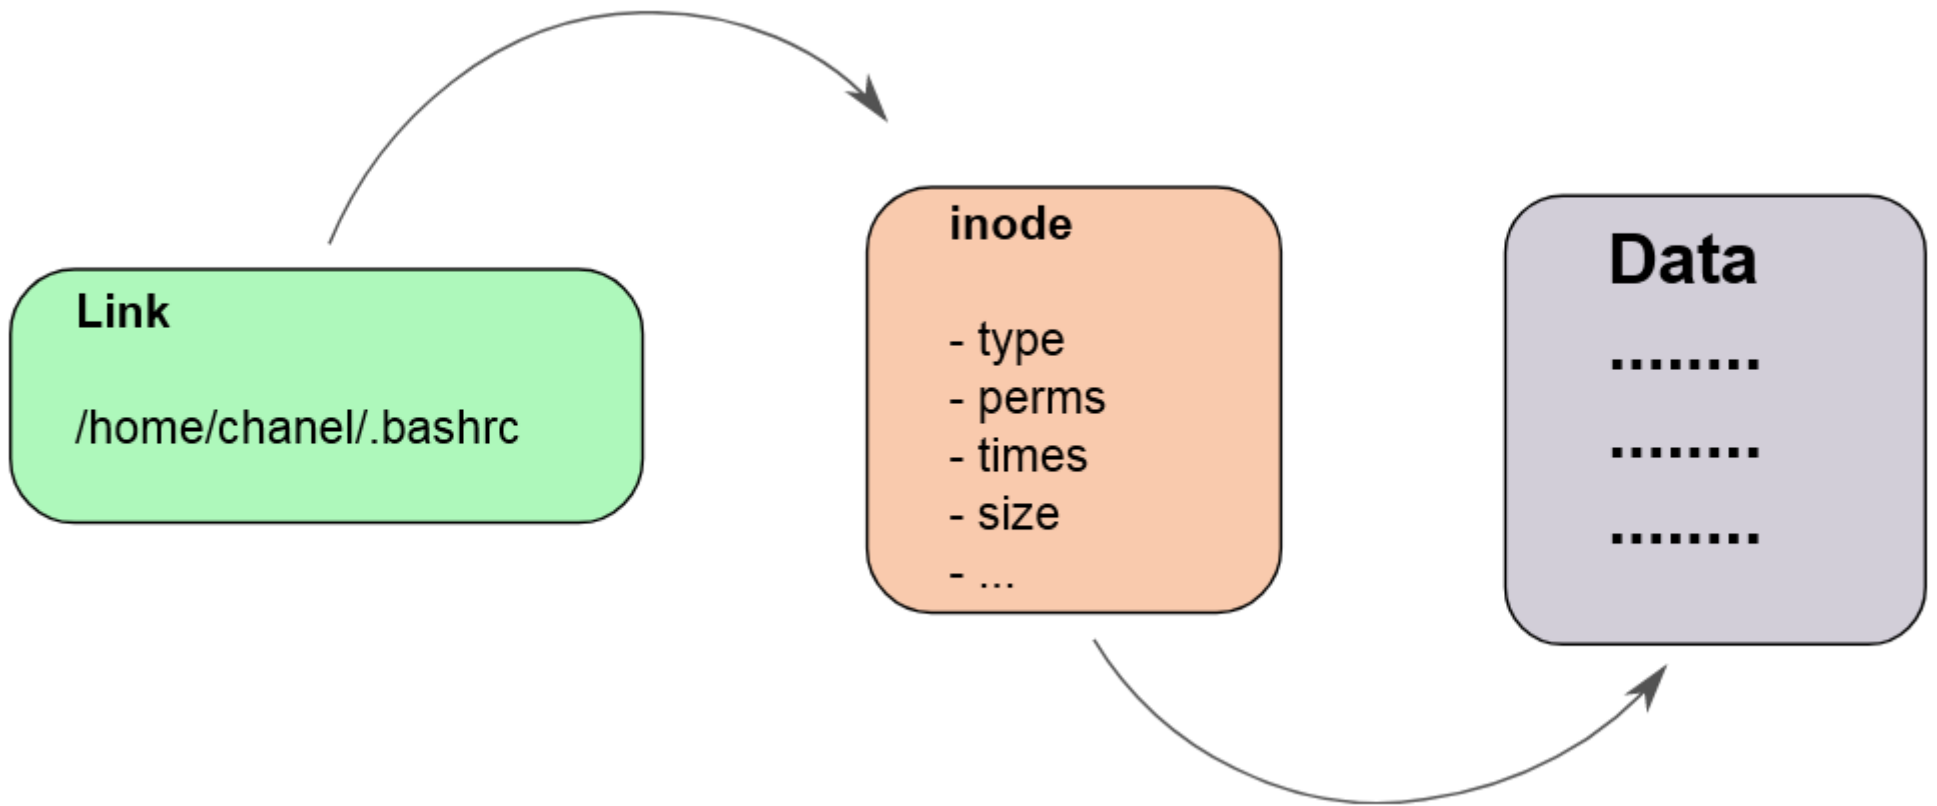 Link
/home/chanel/.bashrc
inode
- type
- perms
- times
- size
- ...
Data
........
........
........